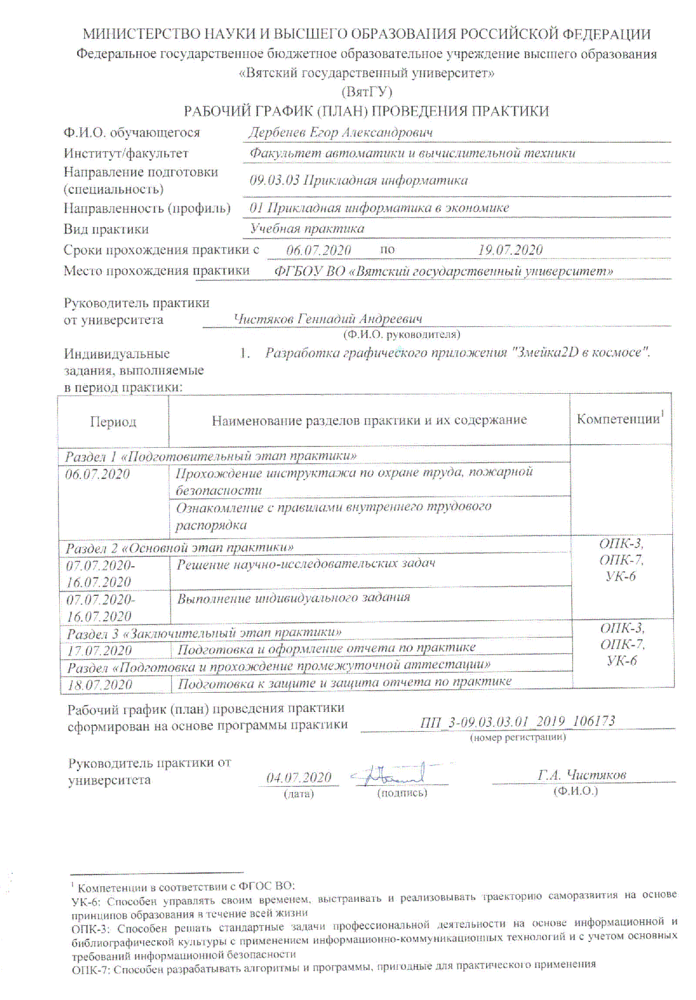 МИНИСТЕРСТВО НАУКИ И ВЫСШЕГО ОБРАЗОВАНИЯ РОССИЙСКОЙ ФЕДЕРАЦИИ
Федеральное государственное бюджетное образовательное учреждение высшего образования
«Вятский государственный университет»
(ВятГУ)
РАБОЧИЙ ГРАФИК (ПЛАН) ПРОВЕДЕНИЯ ПРАКТИКИ
Ф.И.О. обучающегося Дербенев Егор Александрович
Институт/факультет Факультет автоматики и вычислительной техники
Направление подготовки
(специальность) 09.03.03 Прикладная информатика
Направленность (профиль) 01 Прикладная информатика в экономике
Вид практики Учебная практика
Сроки прохождения практики с 06.07.2020 по 19.07.2020
Место прохождения практики ФГБОУ ВО «Вятский государственный университет»
Руководитель практики
от университета Чистяков Геннадий Андреевич
(Ф.И.О. руководителя)
Индивидуальные 1. Разработка графического приложения "Змейка2D в космосе".
задания, выполняемые
в период практики:
Период Наименование разделов практики и их содержание Компетенции1
Раздел 1 «Подготовительный этап практики»
06.07.2020 Прохождение инструктажа по охране труда, пожарной
безопасности
Ознакомление с правилами внутреннего трудового
распорядка
Раздел 2 «Основной этап практики» ОПК-3,
ОПК-7,
УК-6
07.07.2020- Решение научно-исследовательских задач
16.07.2020
07.07.2020- Выполнение индивидуального задания
16.07.2020
Раздел 3 «Заключительный этап практики» ОПК-3,
ОПК-7,
УК-6
17.07.2020 Подготовка и оформление отчета по практике
Раздел «Подготовка и прохождение промежуточной аттестации»
18.07.2020 Подготовка к защите и защита отчета по практике
Рабочий график (план) проведения практики
сформирован на основе программы практики ПП_3-09.03.03.01_2019_106173
(номер регистрации)
Руководитель практики от
университета 04.07.2020 Г.А. Чистяков
(дата) (подпись) (Ф.И.О.)
1 Компетенции в соответствии с ФГОС ВО:
УК-6: Способен управлять своим временем, выстраивать и реализовывать траекторию саморазвития на основе
принципов образования в течение всей жизни
ОПК-3: Способен решать стандартные задачи профессиональной деятельности на основе информационной и
библиографической культуры с применением информационно-коммуникационных технологий и с учетом основных
требований информационной безопасности
ОПК-7: Способен разрабатывать алгоритмы и программы, пригодные для практического применения